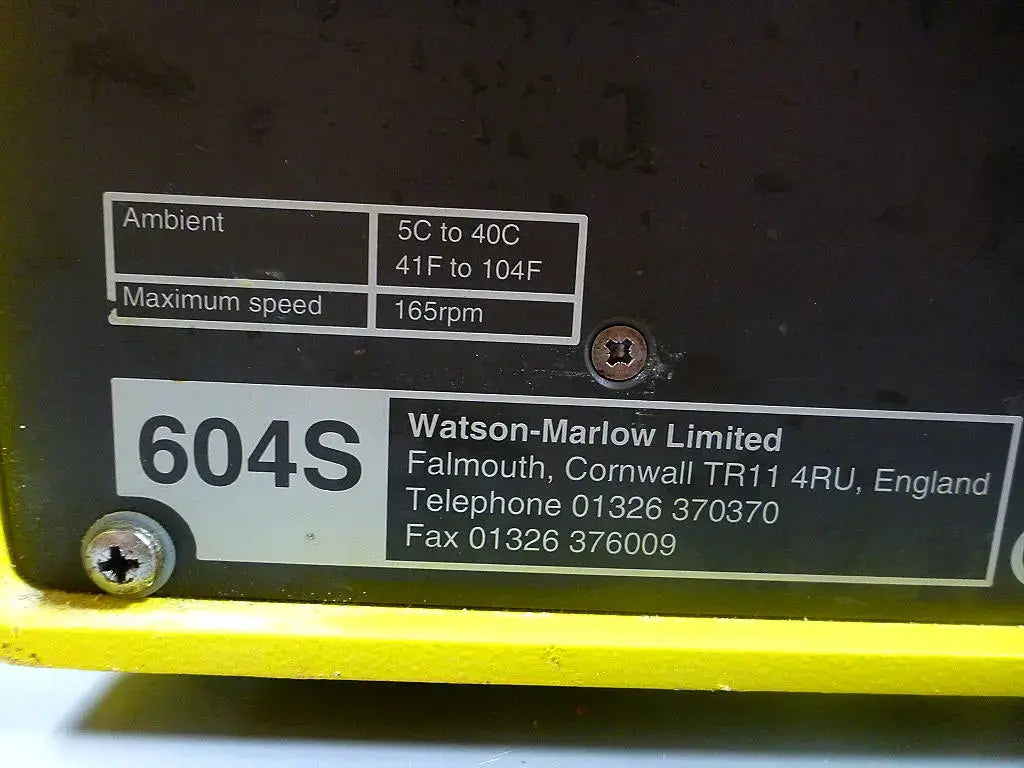 Ambient
5C to 40C
41F to 104F
Maximum speed
165rpm
604S
Watson-Marlow Limited
Falmouth, Cornwall TR11 4RU, England
Telephone 01326 370370
Fax 01326 376009